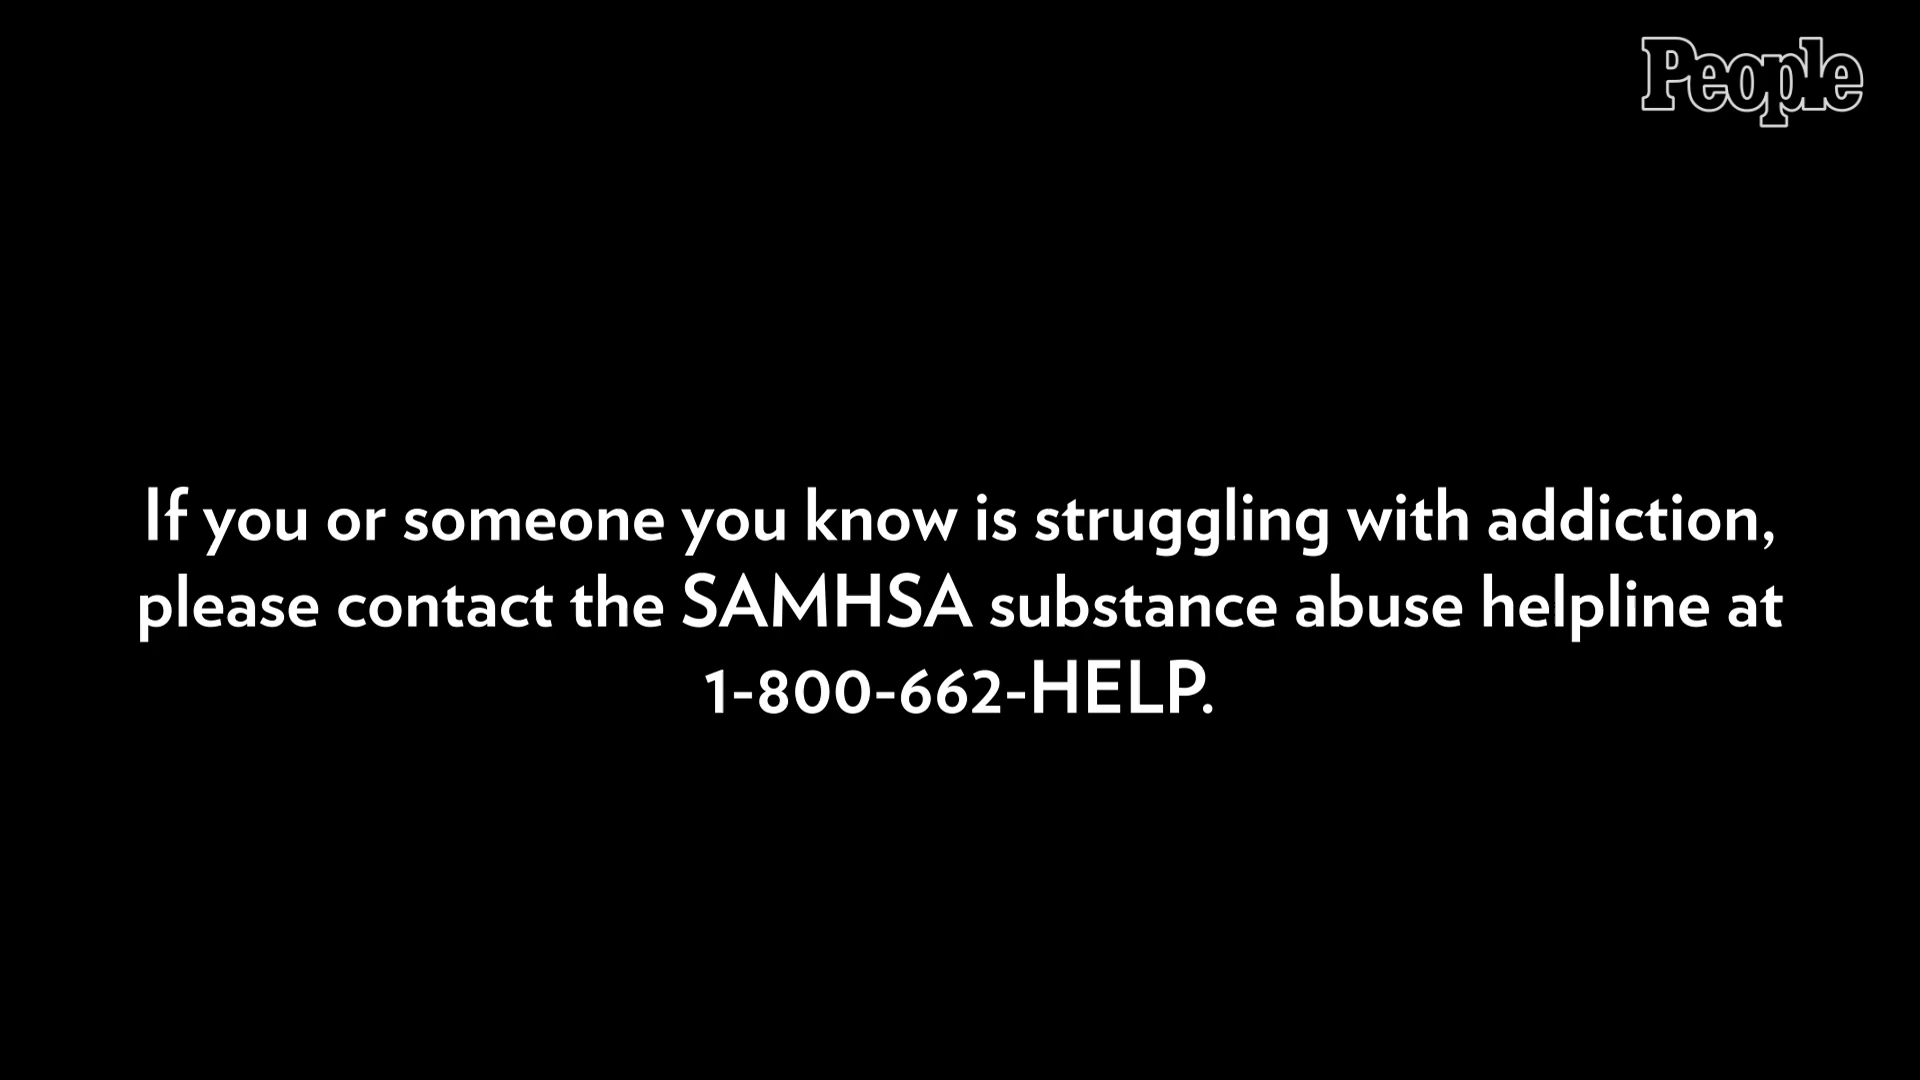 People
If you or someone you know is struggling with addiction,
please contact the SAMHSA substance abuse helpline at
1-800-662-HELP.